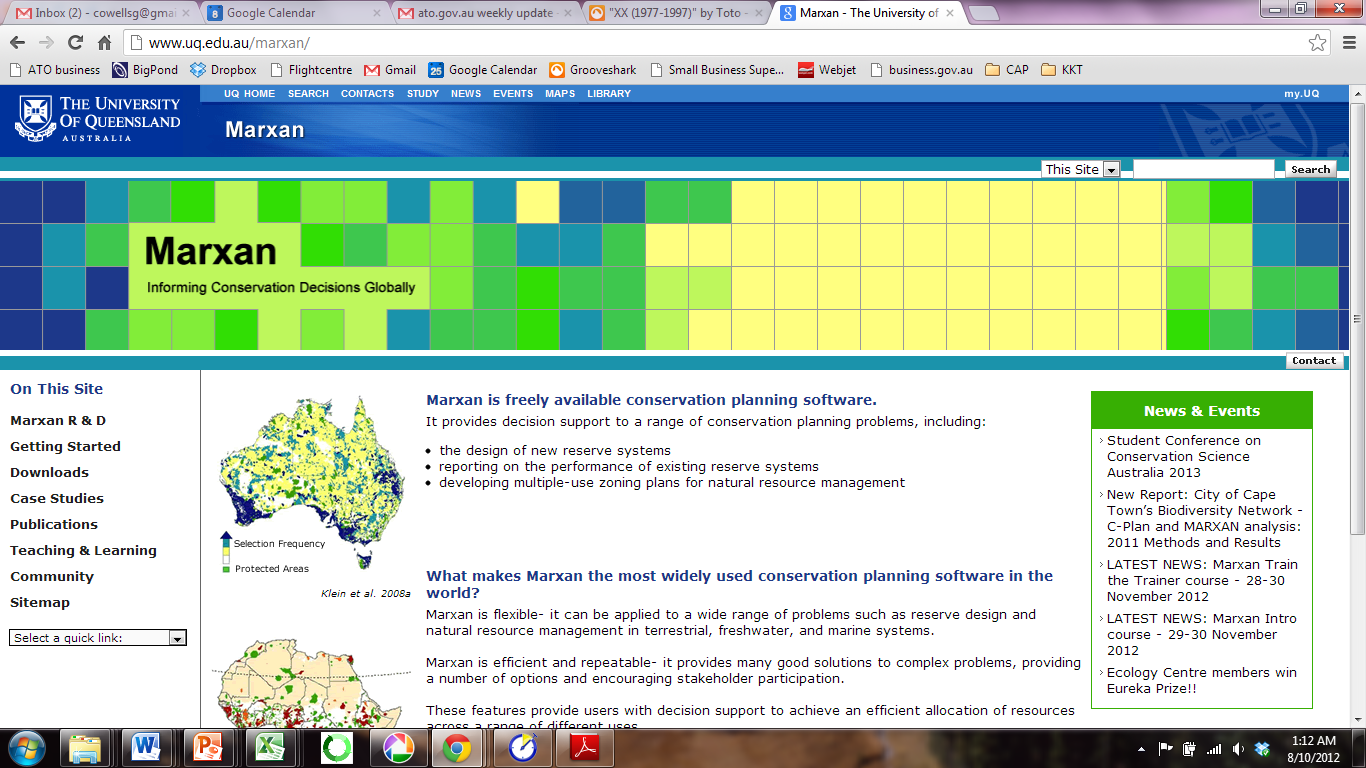 Inbox (2) - cowellsg@gmai
8 Google Calendar
ato.gov.au weekly update -
"XX (1977-1997)" by Toto -
Marxan - The University of
www.uq.edu.au/marxan/
ATO business
BigPond
Dropbox
Flightcentre
Gmail
25 Google Calendar
Grooveshark
Small Business Supe...
Webjet
business.gov.au
CAP
KKT
THE UNIVERSITY
OF QUEENSLAND
AUSTRALIA
UQ HOME SEARCH CONTACTS STUDY NEWS EVENTS MAPS LIBRARY
my.UQ
Marxan
This Site
Search
Marxan
Informing Conservation Decisions Globally
Contact
On This Site
Marxan R & D
Getting Started
Downloads
Case Studies
Publications
Teaching & Learning
Community
Sitemap
Select a quick link:
Selection Frequency
Protected Areas
Klein et al. 2008a
Marxan is freely available conservation planning software.
It provides decision support to a range of conservation planning problems, including:
• the design of new reserve systems
• reporting on the performance of existing reserve systems
• developing multiple-use zoning plans for natural resource management
What makes Marxan the most widely used conservation planning software in the
world?
Marxan is flexible- it can be applied to a wide range of problems such as reserve design and
natural resource management in terrestrial, freshwater, and marine systems.
Marxan is efficient and repeatable- it provides many good solutions to complex problems, providing
a number of options and encouraging stakeholder participation.
These features provide users with decision support to achieve an efficient allocation of resources
across a range of different uses.
News & Events
Student Conference on
Conservation Science
Australia 2013
New Report: City of Cape
Town's Biodiversity Network -
C-Plan and MARXAN analysis:
2011 Methods and Results
LATEST NEWS: Marxan Train
the Trainer course - 28-30
November 2012
LATEST NEWS: Marxan Intro
course - 29-30 November
2012
Ecology Centre members win
Eureka Prize!!
1:12 AM
8/10/2012